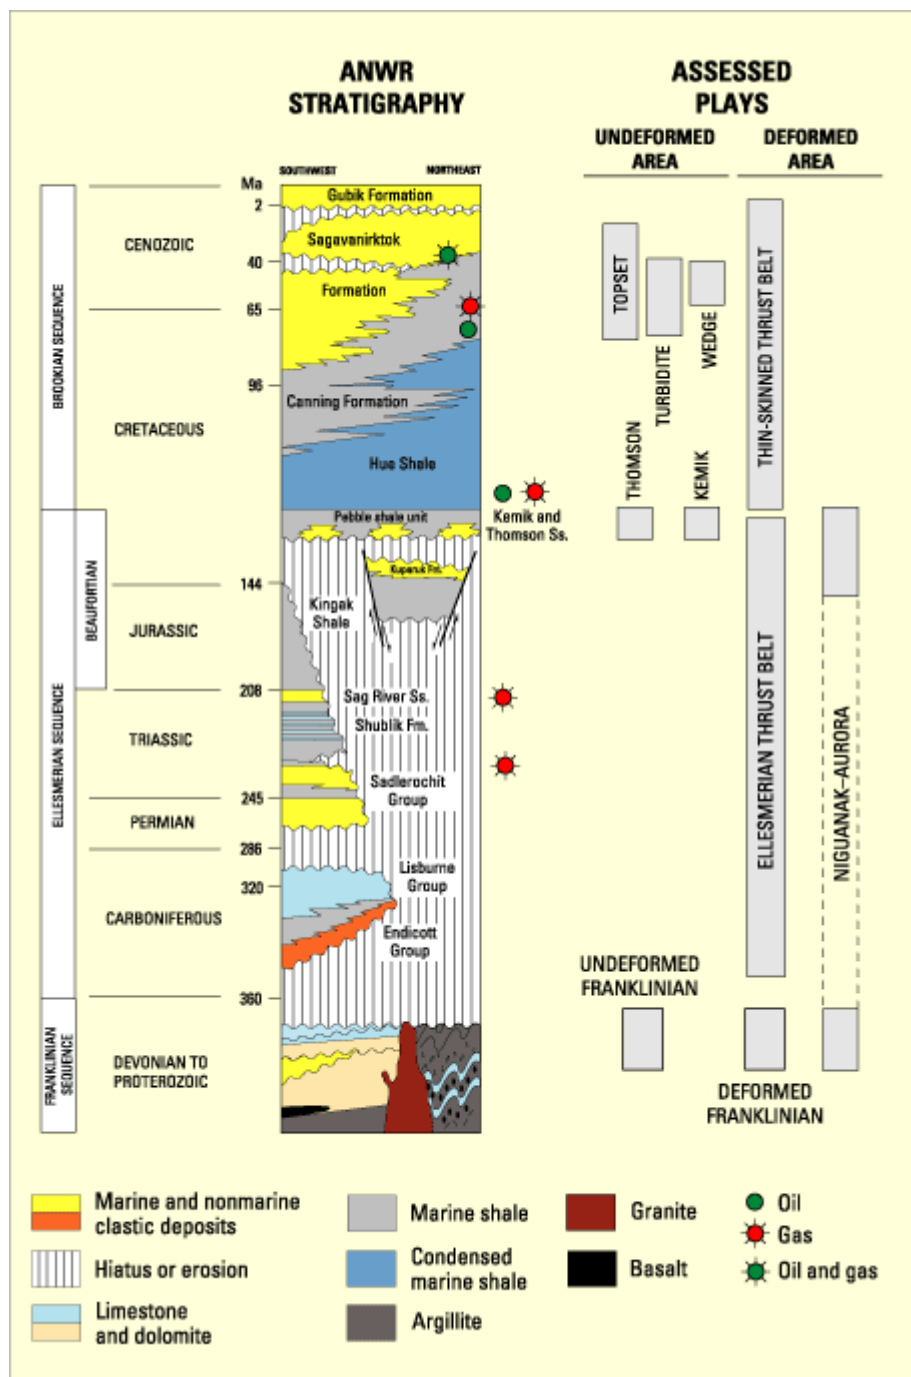 ANWR
STRATIGRAPHY
ASSESSED
PLAYS
UNDEFORMED
AREA
DEFORMED
AREA
SOUTHWEST
NORTHEAST
Ma
2
40
65
96
144
208
245
286
320
360
BROOKIAN SEQUENCE
BEAUFORTIAN
ELLESMERIAN SEQUENCE
FRANKLINIAN
SEQUENCE
CENOZOIC
CRETACEOUS
JURASSIC
TRIASSIC
PERMIAN
CARBONIFEROUS
DEVONIAN TO
PROTEROZOIC
Gubik Formation
Sagavanirktok
Formation
Canning Formation
Hue Shale
Pebble shale unit
Kemik and
Thomson Ss.
Kuparuk Fm.
Kingak
Shale
Sag River Ss.
Shublik Fm.
Sadlerochit
Group
Lisburne
Group
Endicott
Group
TOPSET
TURBIDITE
WEDGE
THOMSON
KEMIK
THIN-SKINNED THRUST BELT
ELLESMERIAN THRUST BELT
NIGUANAK–AURORA
UNDEFORMED
FRANKLINIAN
DEFORMED
FRANKLINIAN
Marine and nonmarine
clastic deposits
Hiatus or erosion
Limestone
and dolomite
Marine shale
Condensed
marine shale
Argillite
Granite
Basalt
Oil
Gas
Oil and gas